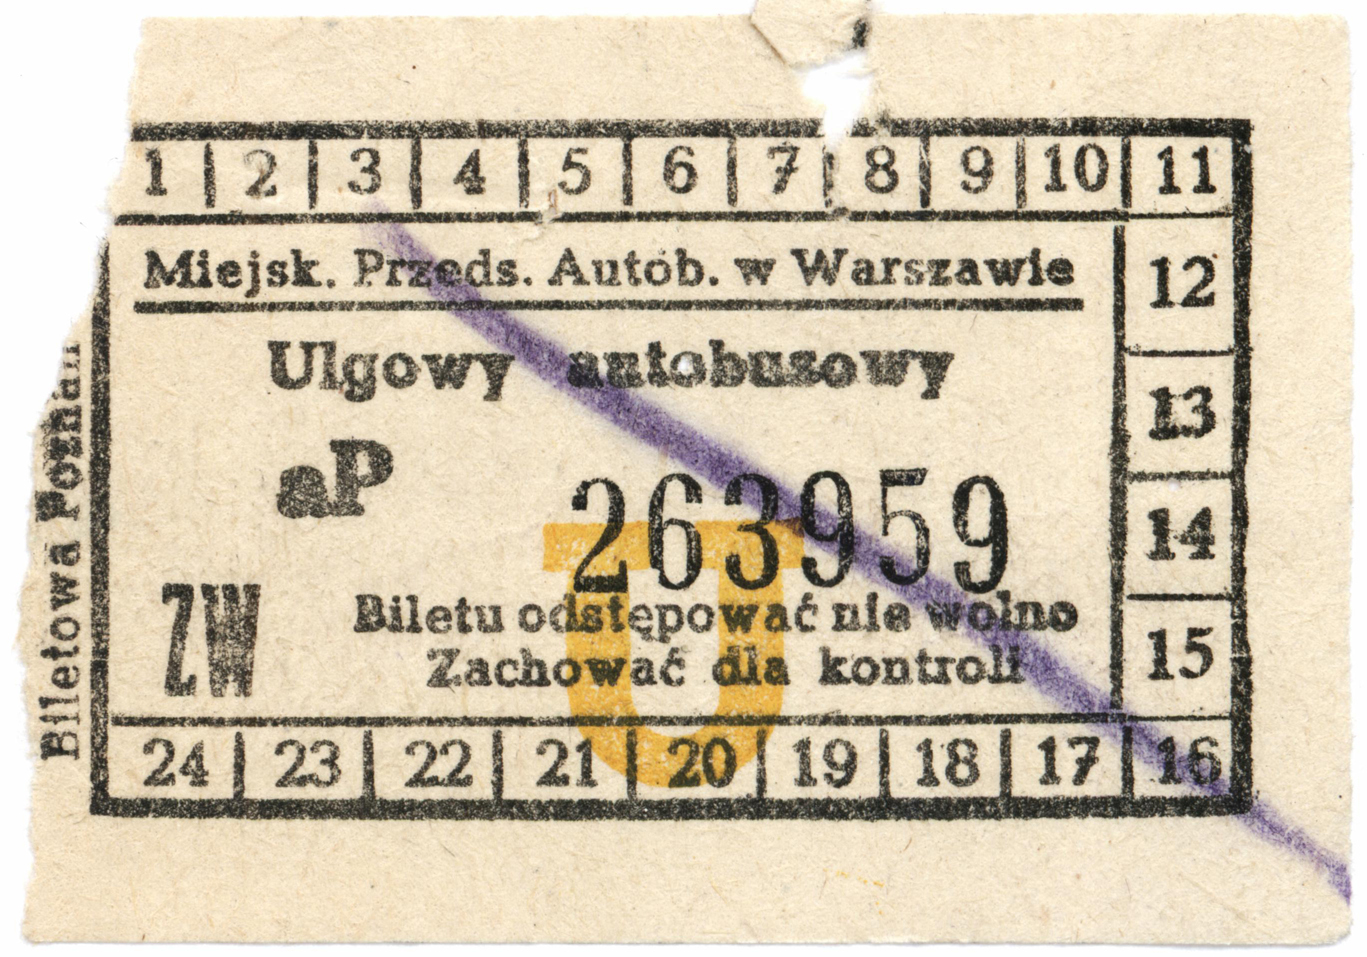 1 2 3 4 5 6 7 8 9 10 11
Miejsk. Przeds. Autob. w Warszawie
12
Ulgowy autobusowy
13
aP
263959
14
U
ZW
Biletu odstępować nie wolno
Zachować dla kontroli
15
24 23 22 21 20 19 18 17 16
Biletowa Poznań